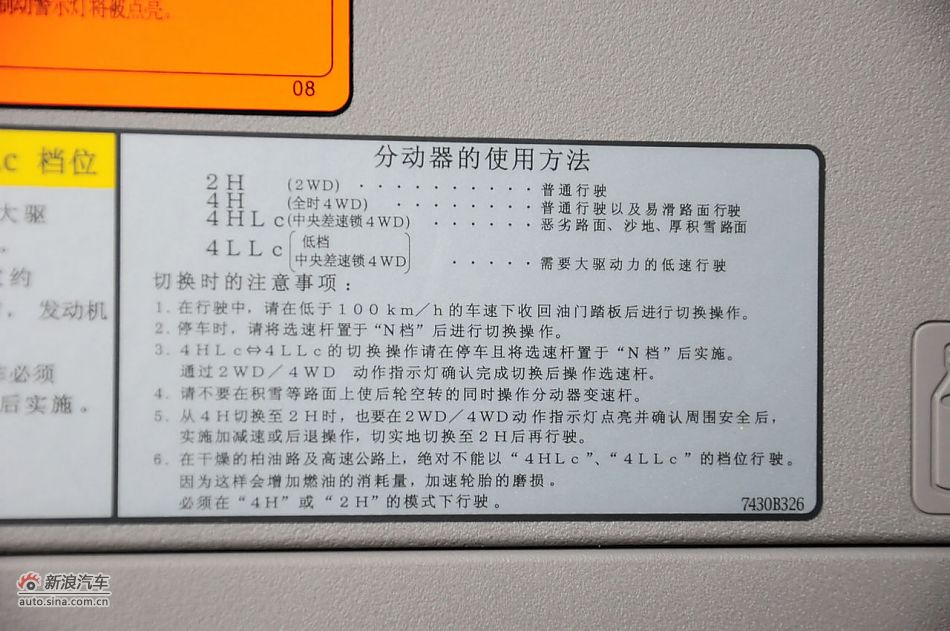 制动警示灯将被点亮。
08
c 档位
大驱
约
发动机
必须
后实施。
分动器的使用方法
2H (2WD) ·········· 普通行驶
4H (全时4WD) ········ 普通行驶以及易滑路面行驶
4HLc (中央差速锁4WD) ······ 恶劣路面、沙地、厚积雪路面
4LLc 低档
中央差速锁4WD ····· 需要大驱动力的低速行驶
切换时的注意事项：
1. 在行驶中，请在低于100km/h的车速下收回油门踏板后进行切换操作。
2. 停车时，请将选速杆置于“N档”后进行切换操作。
3. 4HLc⇔4LLc的切换操作请在停车且将选速杆置于“N档”后实施。
通过2WD/4WD 动作指示灯确认完成切换后操作选速杆。
4. 请不要在积雪等路面上使后轮空转的同时操作分动器变速杆。
5. 从4H切换至2H时，也要在2WD/4WD动作指示灯点亮并确认周围安全后，
实施加减速或后退操作，切实地切换至2H后再行驶。
6. 在干燥的柏油路及高速公路上，绝对不能以“4HLc”、“4LLc”的档位行驶。
因为这样会增加燃油的消耗量，加速轮胎的磨损。
必须在“4H”或“2H”的模式下行驶。
7430B326
新浪汽车
auto.sina.com.cn